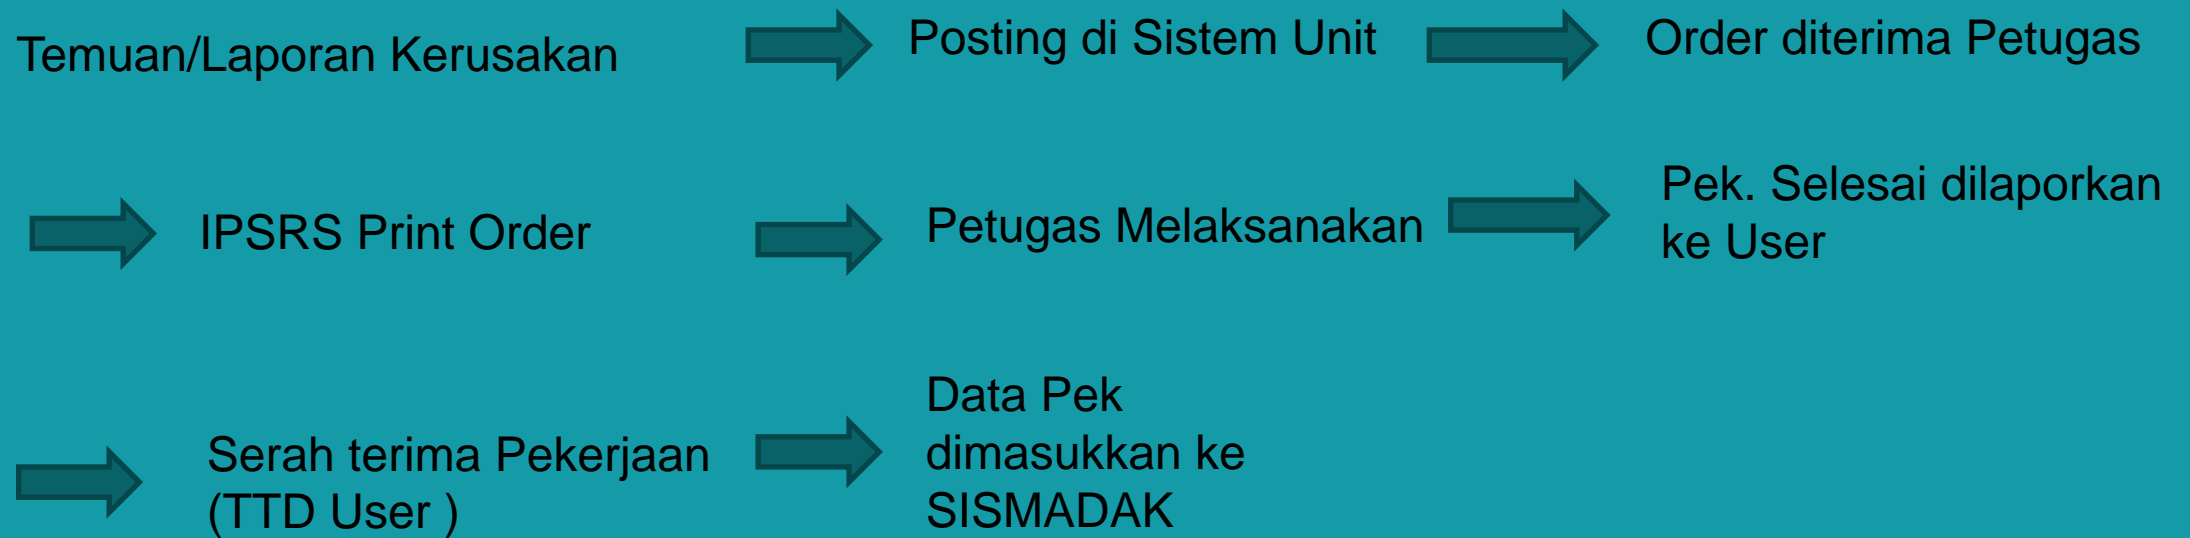 Temuan/Laporan Kerusakan
Posting di Sistem Unit
Order diterima Petugas
IPSRS Print Order
Petugas Melaksanakan
Pek. Selesai dilaporkan
ke User
Serah terima Pekerjaan
(TTD User )
Data Pek
dimasukkan ke
SISMADAK